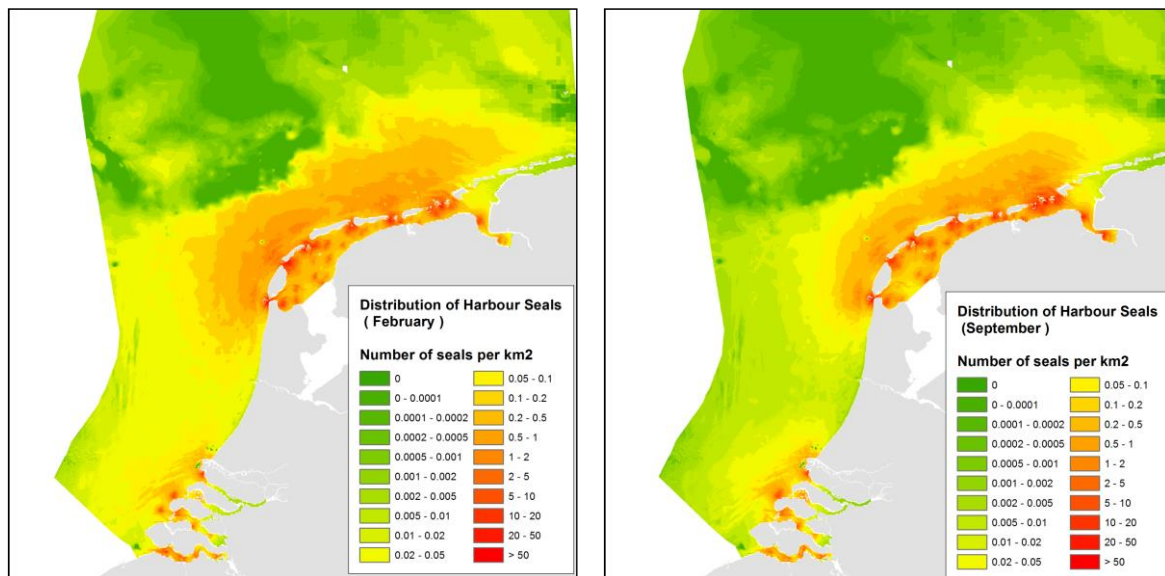 Distribution of Harbour Seals
( February )
Number of seals per km2
0
0 - 0.0001
0.0001 - 0.0002
0.0002 - 0.0005
0.0005 - 0.001
0.001 - 0.002
0.002 - 0.005
0.005 - 0.01
0.01 - 0.02
0.02 - 0.05
0.05 - 0.1
0.1 - 0.2
0.2 - 0.5
0.5 - 1
1 - 2
2 - 5
5 - 10
10 - 20
20 - 50
> 50
Distribution of Harbour Seals
(September )
Number of seals per km2
0
0 - 0.0001
0.0001 - 0.0002
0.0002 - 0.0005
0.0005 - 0.001
0.001 - 0.002
0.002 - 0.005
0.005 - 0.01
0.01 - 0.02
0.02 - 0.05
0.05 - 0.1
0.1 - 0.2
0.2 - 0.5
0.5 - 1
1 - 2
2 - 5
5 - 10
10 - 20
20 - 50
> 50